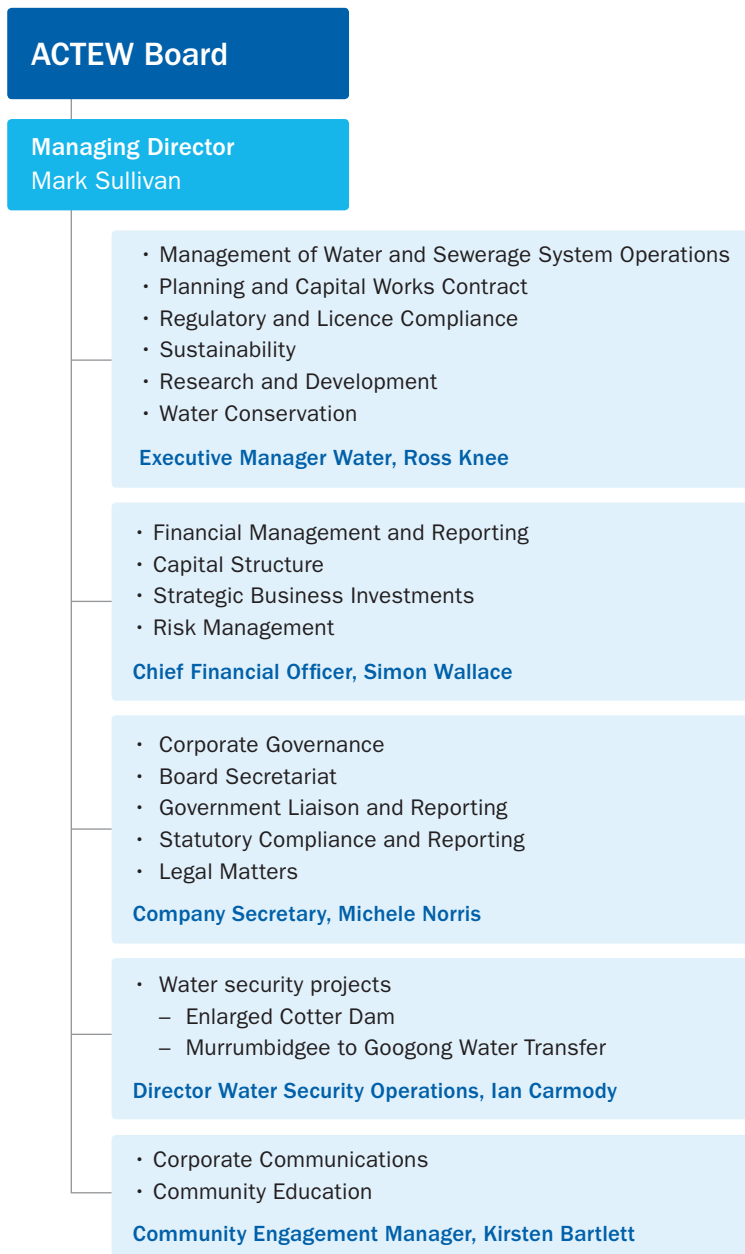 ACTEW Board
Managing Director
Mark Sullivan
· Management of Water and Sewerage System Operations
· Planning and Capital Works Contract
· Regulatory and Licence Compliance
· Sustainability
· Research and Development
· Water Conservation
Executive Manager Water, Ross Knee
· Financial Management and Reporting
· Capital Structure
· Strategic Business Investments
· Risk Management
Chief Financial Officer, Simon Wallace
· Corporate Governance
· Board Secretariat
· Government Liaison and Reporting
· Statutory Compliance and Reporting
· Legal Matters
Company Secretary, Michele Norris
· Water security projects
– Enlarged Cotter Dam
– Murrumbidgee to Googong Water Transfer
Director Water Security Operations, Ian Carmody
· Corporate Communications
· Community Education
Community Engagement Manager, Kirsten Bartlett